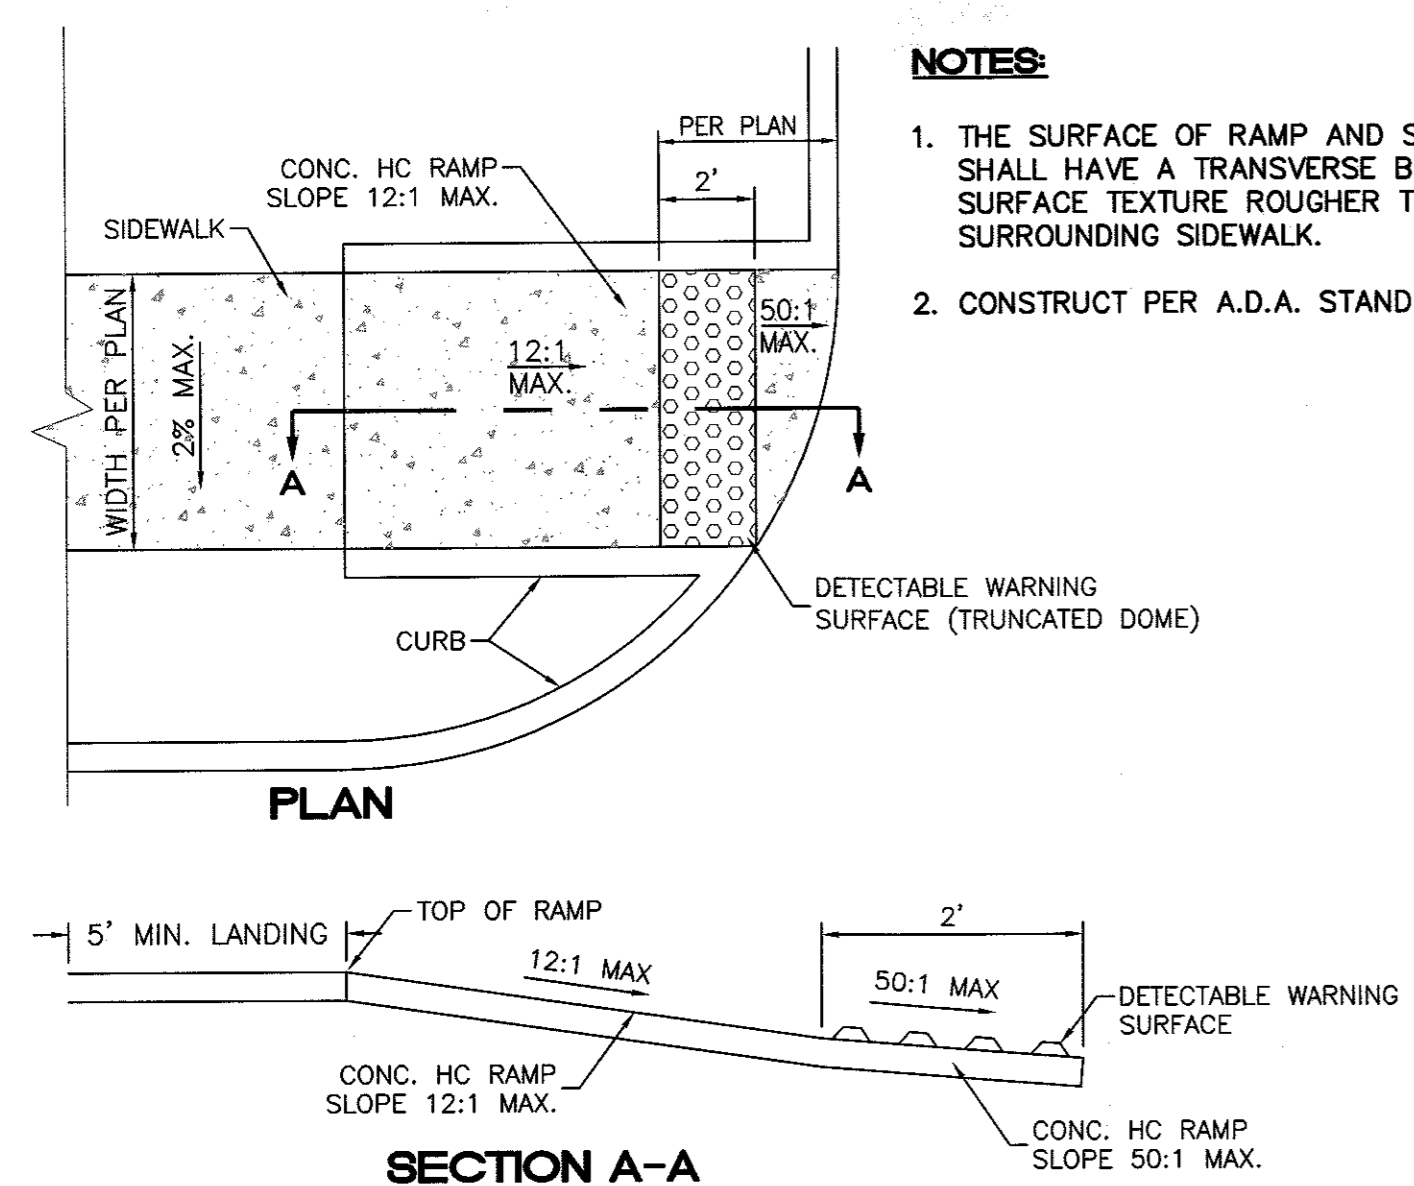 NOTES:
1. THE SURFACE OF RAMP AND S
SHALL HAVE A TRANSVERSE B
SURFACE TEXTURE ROUGHER T
SURROUNDING SIDEWALK.
2. CONSTRUCT PER A.D.A. STAND
PER PLAN
2'
CONC. HC RAMP
SLOPE 12:1 MAX.
SIDEWALK
WIDTH PER PLAN
2% MAX.
12:1
MAX.
50:1
MAX.
A
A
DETECTABLE WARNING
SURFACE (TRUNCATED DOME)
CURB
PLAN
5' MIN. LANDING
TOP OF RAMP
12:1 MAX
2'
50:1 MAX
DETECTABLE WARNING
SURFACE
CONC. HC RAMP
SLOPE 12:1 MAX.
CONC. HC RAMP
SLOPE 50:1 MAX.
SECTION A-A